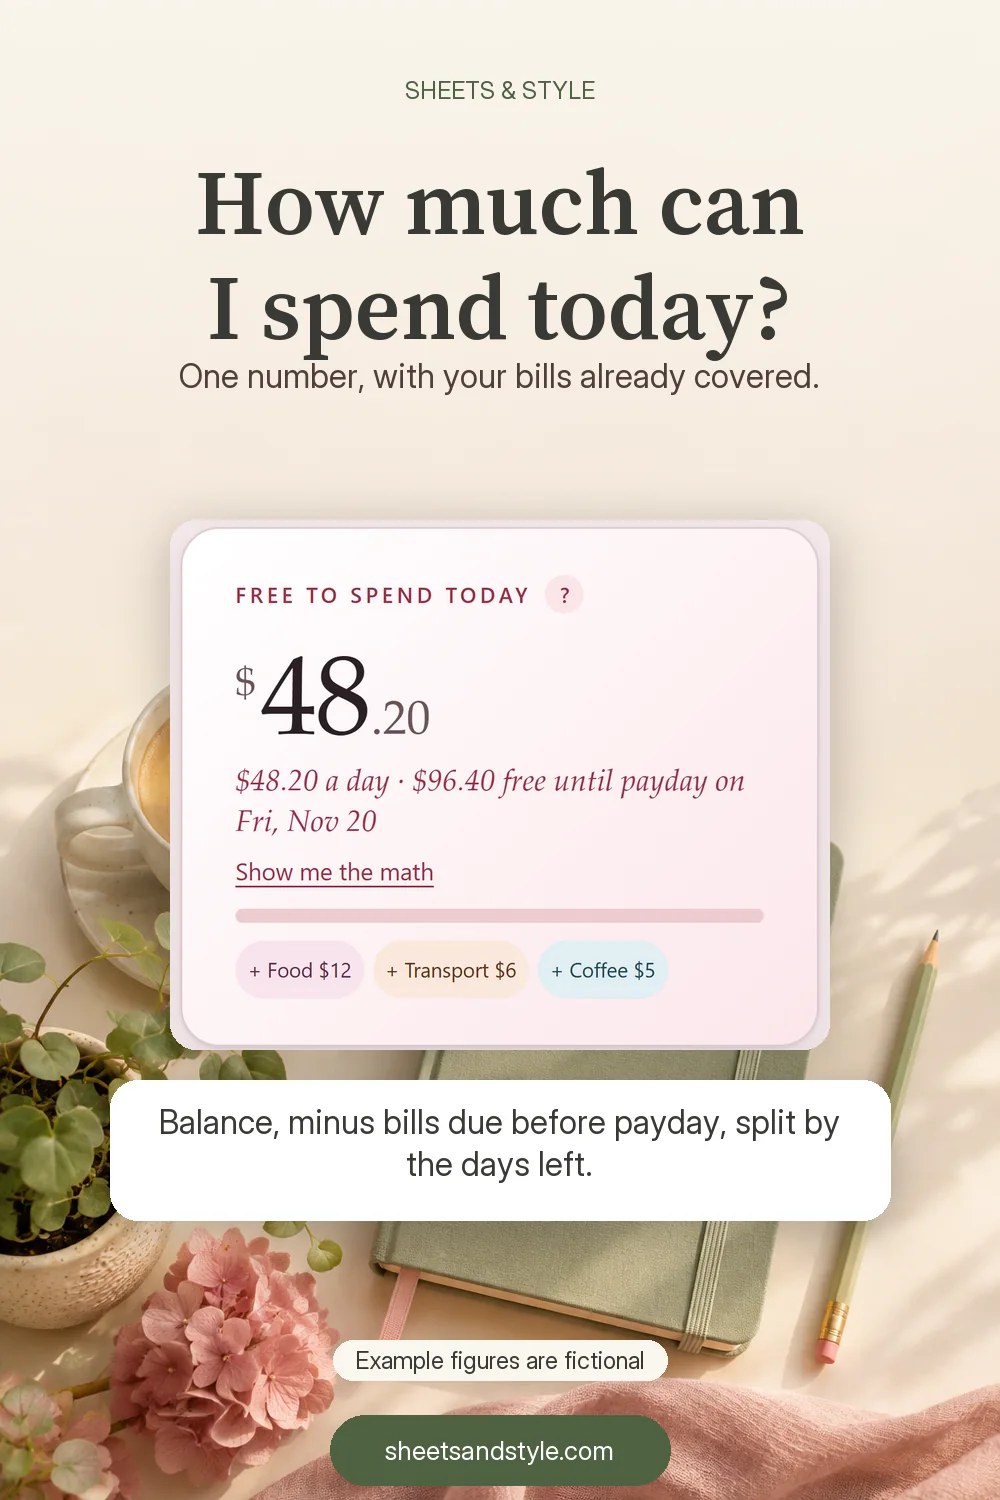 SHEETS & STYLE
How much can
I spend today?
One number, with your bills already covered.
FREE TO SPEND TODAY ?
$48.20
$48.20 a day · $96.40 free until payday on
Fri, Nov 20
Show me the math
+ Food $12 + Transport $6 + Coffee $5
Balance, minus bills due before payday, split by
the days left.
Example figures are fictional
sheetsandstyle.com